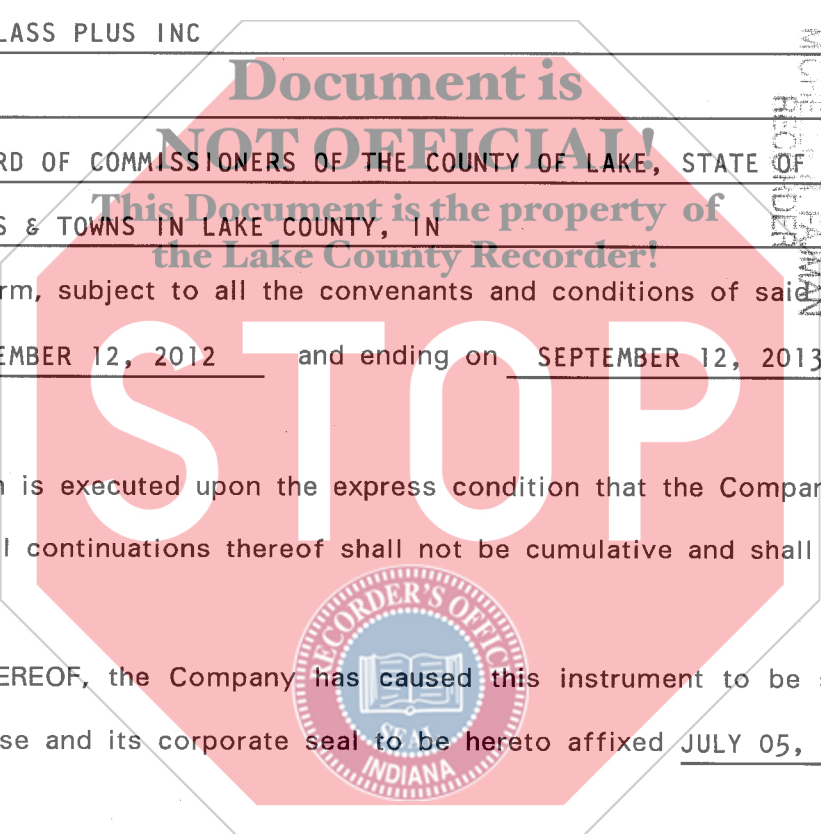 LASS PLUS INC
Document is
NOT OFFICIAL!
RD OF COMMISSIONERS OF THE COUNTY OF LAKE, STATE OF
This Document is the property of
S & TOWNS IN LAKE COUNTY, IN
the Lake County Recorder!
rm, subject to all the convenants and conditions of said
EMBER 12, 2012 and ending on SEPTEMBER 12, 2013
STOP
n is executed upon the express condition that the Compan
l continuations thereof shall not be cumulative and shall
EREOF, the Company has caused this instrument to be s
se and its corporate seal to be hereto affixed JULY 05,
RECORDER'S OFFICE
SEAL
INDIANA
RECORDER